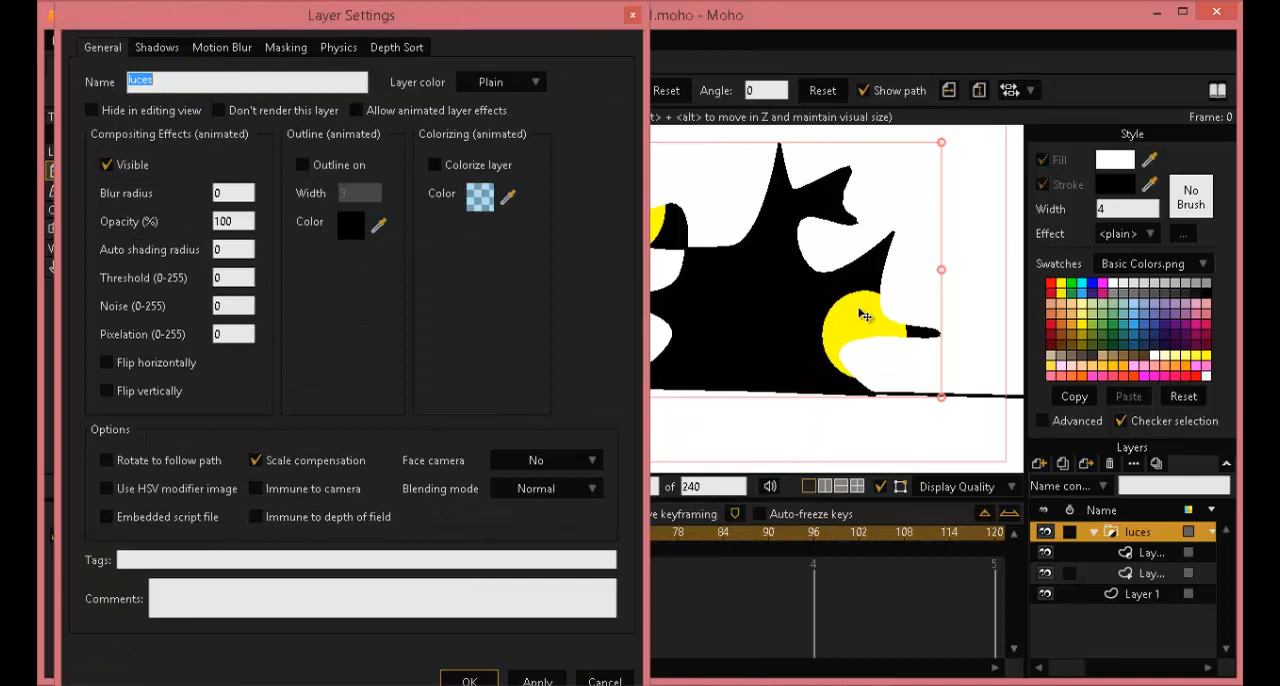 Layer Settings
1.moho - Moho
General Shadows Motion Blur Masking Physics Depth Sort
Name luces Layer color Plain
Reset Angle: 0 Reset Show path
Hide in editing view Don't render this layer Allow animated layer effects
> + <alt> to move in Z and maintain visual size) Frame: 0
Compositing Effects (animated) Outline (animated) Colorizing (animated)
Style
Visible Outline on Colorize layer
Fill
Stroke
No
Brush
Blur radius 0 Width 3 Color
Width 4
Opacity (%) 100 Color
Effect <plain> ...
Auto shading radius 0
Swatches Basic Colors.png
Threshold (0-255) 0
Noise (0-255) 0
Pixelation (0-255) 0
Flip horizontally
Flip vertically
Copy Paste Reset
Advanced Checker selection
Options
Layers
Rotate to follow path Scale compensation Face camera No
Use HSV modifier image Immune to camera Blending mode Normal
of 240 Display Quality
Name con...
Embedded script file Immune to depth of field
ve keyframing Auto-freeze keys
Name
78 84 90 96 102 108 114 120
luces
Lay...
Lay...
Layer 1
Tags:
4 5
Comments:
OK Apply Cancel